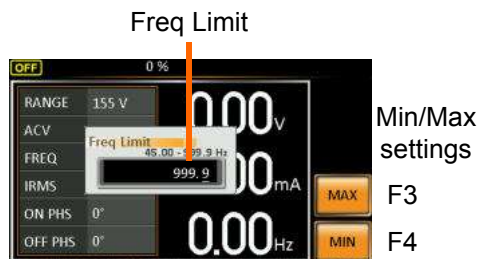 Freq Limit
OFF 0 %
RANGE 155 V
0.00V
Min/Max
settings
ACV
Freq Limit
45.00 - 999.9 Hz
FREQ
999.9
IRMS
mA
MAX F3
ON PHS 0°
OFF PHS 0°
0.00Hz
MIN F4